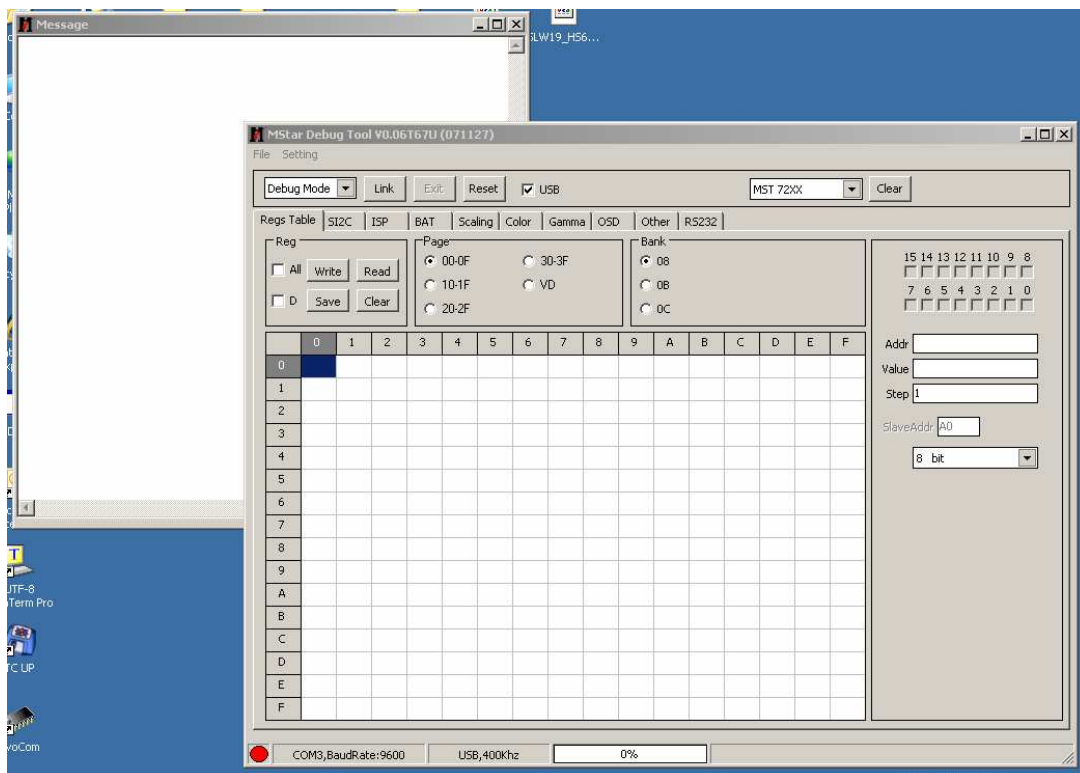 Message
MStar Debug Tool V0.06T67U (071127)
File Setting
Debug Mode Link Exit Reset USB MST 72XX Clear
Regs Table SI2C ISP BAT Scaling Color Gamma OSD Other RS232
Reg Page Bank
All Write Read 00-0F 30-3F 08
10-1F VD 0B
D Save Clear 20-2F 0C
15 14 13 12 11 10 9 8
7 6 5 4 3 2 1 0
0 1 2 3 4 5 6 7 8 9 A B C D E F
0
1
2
3
4
5
6
7
8
9
A
B
C
D
E
F
Addr
Value
Step 1
SlaveAddr A0
8 bit
COM3,BaudRate:9600 USB,400Khz 0%
LW19_HS6...
UTF-8
Term Pro
TC UP
voCom